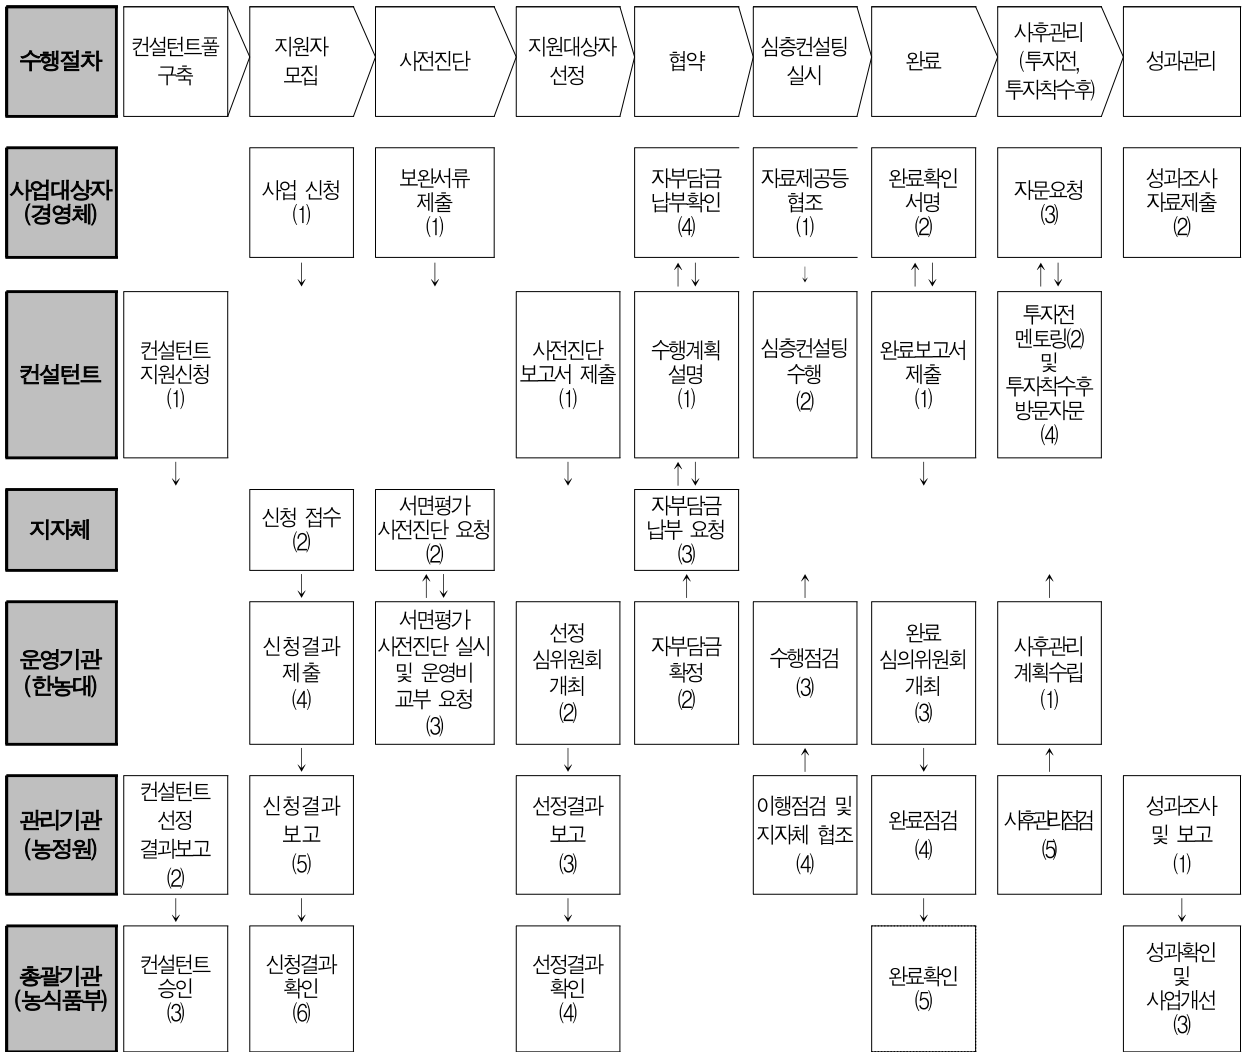 수행절차
컨설턴트풀
구축
지원자
모집
사전진단
지원대상자
선정
협약
심층컨설팅
실시
완료
사후관리
(투자전,
투자착수후)
성과관리
사업대상자
(경영체)
사업 신청
(1)
보완서류
제출
(1)
자부담금
납부확인
(4)
자료제공등
협조
(1)
완료확인
서명
(2)
자문요청
(3)
성과조사
자료제출
(2)
컨설턴트
컨설턴트
지원신청
(1)
사전진단
보고서 제출
(1)
수행계획
설명
(1)
심층컨설팅
수행
(2)
완료보고서
제출
(1)
투자전
멘토링(2)
및
투자착수후
방문자문
(4)
지자체
신청 접수
(2)
서면평가
사전진단 요청
(2)
자부담금
납부 요청
(3)
운영기관
(한농대)
신청결과
제출
(4)
서면평가
사전진단 실시
및 운영비
교부 요청
(3)
선정
심위원회
개최
(2)
자부담금
확정
(2)
수행점검
(3)
완료
심의위원회
개최
(3)
사후관리
계획수립
(1)
관리기관
(농정원)
컨설턴트
선정
결과보고
(2)
신청결과
보고
(5)
선정결과
보고
(3)
이행점검 및
지자체 협조
(4)
완료점검
(4)
사후관리점검
(5)
성과조사
및 보고
(1)
총괄기관
(농식품부)
컨설턴트
승인
(3)
신청결과
확인
(6)
선정결과
확인
(4)
완료확인
(5)
성과확인
및
사업개선
(3)